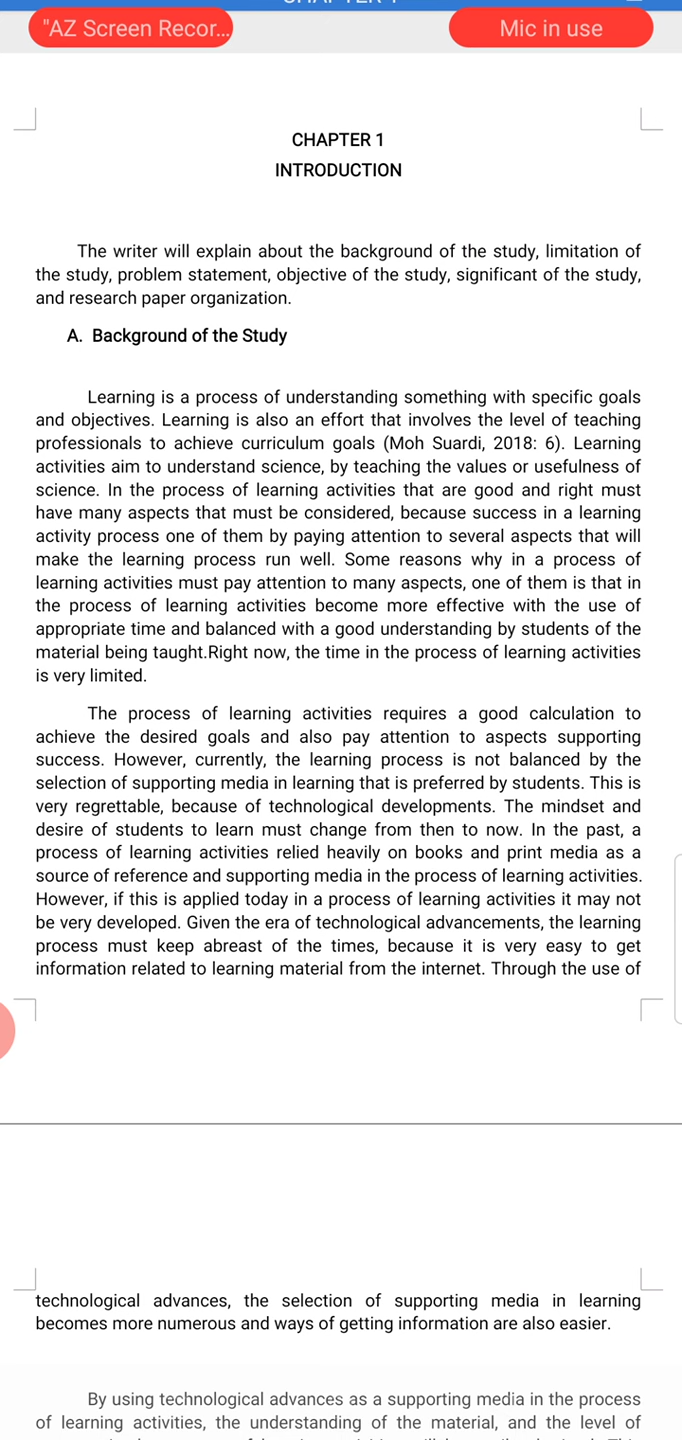 "AZ Screen Recor...
Mic in use
CHAPTER 1
INTRODUCTION
The writer will explain about the background of the study, limitation of
the study, problem statement, objective of the study, significant of the study,
and research paper organization.
A. Background of the Study
Learning is a process of understanding something with specific goals
and objectives. Learning is also an effort that involves the level of teaching
professionals to achieve curriculum goals (Moh Suardi, 2018: 6). Learning
activities aim to understand science, by teaching the values or usefulness of
science. In the process of learning activities that are good and right must
have many aspects that must be considered, because success in a learning
activity process one of them by paying attention to several aspects that will
make the learning process run well. Some reasons why in a process of
learning activities must pay attention to many aspects, one of them is that in
the process of learning activities become more effective with the use of
appropriate time and balanced with a good understanding by students of the
material being taught.Right now, the time in the process of learning activities
is very limited.
The process of learning activities requires a good calculation to
achieve the desired goals and also pay attention to aspects supporting
success. However, currently, the learning process is not balanced by the
selection of supporting media in learning that is preferred by students. This is
very regrettable, because of technological developments. The mindset and
desire of students to learn must change from then to now. In the past, a
process of learning activities relied heavily on books and print media as a
source of reference and supporting media in the process of learning activities.
However, if this is applied today in a process of learning activities it may not
be very developed. Given the era of technological advancements, the learning
process must keep abreast of the times, because it is very easy to get
information related to learning material from the internet. Through the use of
technological advances, the selection of supporting media in learning
becomes more numerous and ways of getting information are also easier.
By using technological advances as a supporting media in the process
of learning activities, the understanding of the material, and the level of